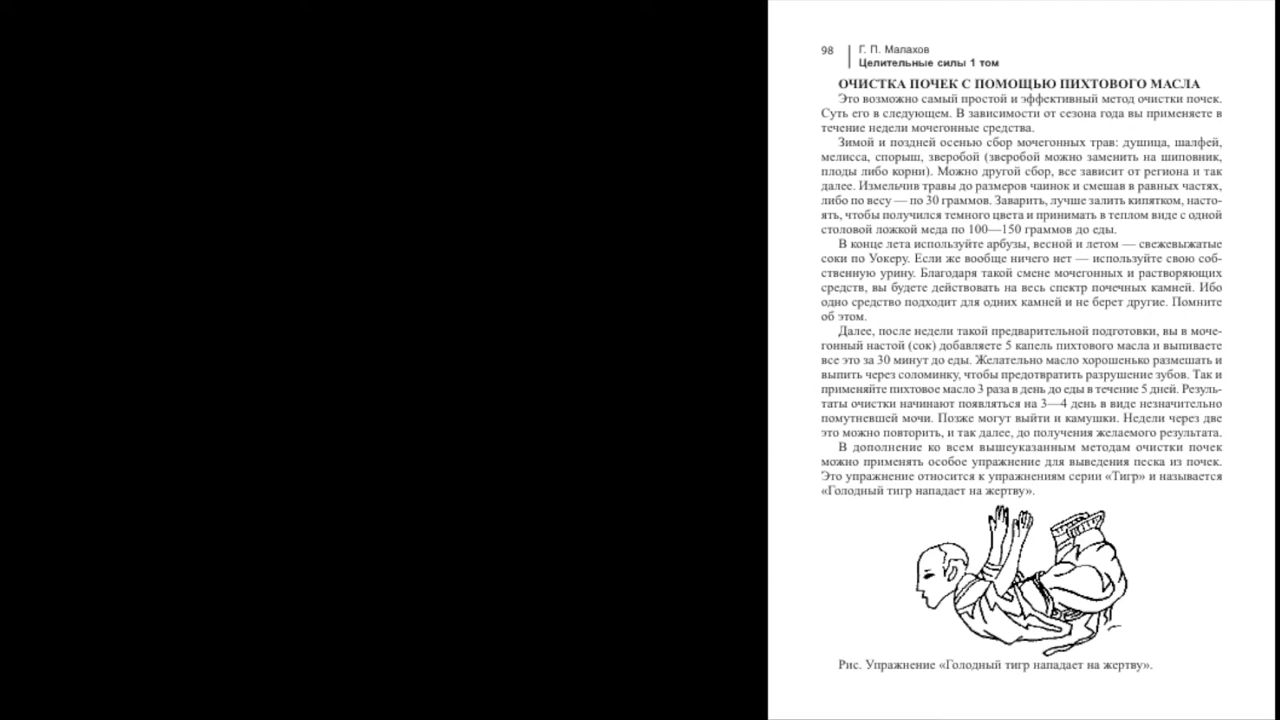 98
Г. П. Малахов
Целительные силы 1 том
ОЧИСТКА ПОЧЕК С ПОМОЩЬЮ ПИХТОВОГО МАСЛА
Это возможно самый простой и эффективный метод очистки почек.
Суть его в следующем. В зависимости от сезона года вы применяете в
течение недели мочегонные средства.
Зимой и поздней осенью сбор мочегонных трав: душица, шалфей,
мелисса, спорыш, зверобой (зверобой можно заменить на шиповник,
плоды либо корни). Можно другой сбор, все зависит от региона и так
далее. Измельчив травы до размеров чаинок и смешав в равных частях,
либо по весу — по 30 граммов. Заварить, лучше залить кипятком, насто-
ять, чтобы получился темного цвета и принимать в теплом виде с одной
столовой ложкой меда по 100—150 граммов до еды.
В конце лета используйте арбузы, весной и летом — свежевыжатые
соки по Уокеру. Если же вообще ничего нет — используйте свою соб-
ственную урину. Благодаря такой смене мочегонных и растворяющих
средств, вы будете действовать на весь спектр почечных камней. Ибо
одно средство подходит для одних камней и не берет другие. Помните
об этом.
Далее, после недели такой предварительной подготовки, вы в моче-
гонный настой (сок) добавляете 5 капель пихтового масла и выпиваете
все это за 30 минут до еды. Желательно масло хорошенько размешать и
выпить через соломинку, чтобы предотвратить разрушение зубов. Так и
применяйте пихтовое масло 3 раза в день до еды в течение 5 дней. Резуль-
таты очистки начинают появляться на 3—4 день в виде незначительно
помутневшей мочи. Позже могут выйти и камушки. Недели через две
это можно повторить, и так далее, до получения желаемого результата.
В дополнение ко всем вышеуказанным методам очистки почек
можно применять особое упражнение для выведения песка из почек.
Это упражнение относится к упражнениям серии «Тигр» и называется
«Голодный тигр нападает на жертву».
Рис. Упражнение «Голодный тигр нападает на жертву».